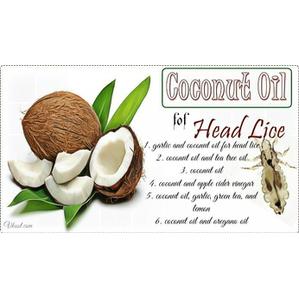 Coconut Oil
for
Head Lice
1. garlic and coconut oil for head lice
2. coconut oil and tea tree oil.
3. coconut oil
4. coconut and apple cider vinegar
5. coconut oil, garlic, green tea, and
lemon
6. coconut oil and oregano oil